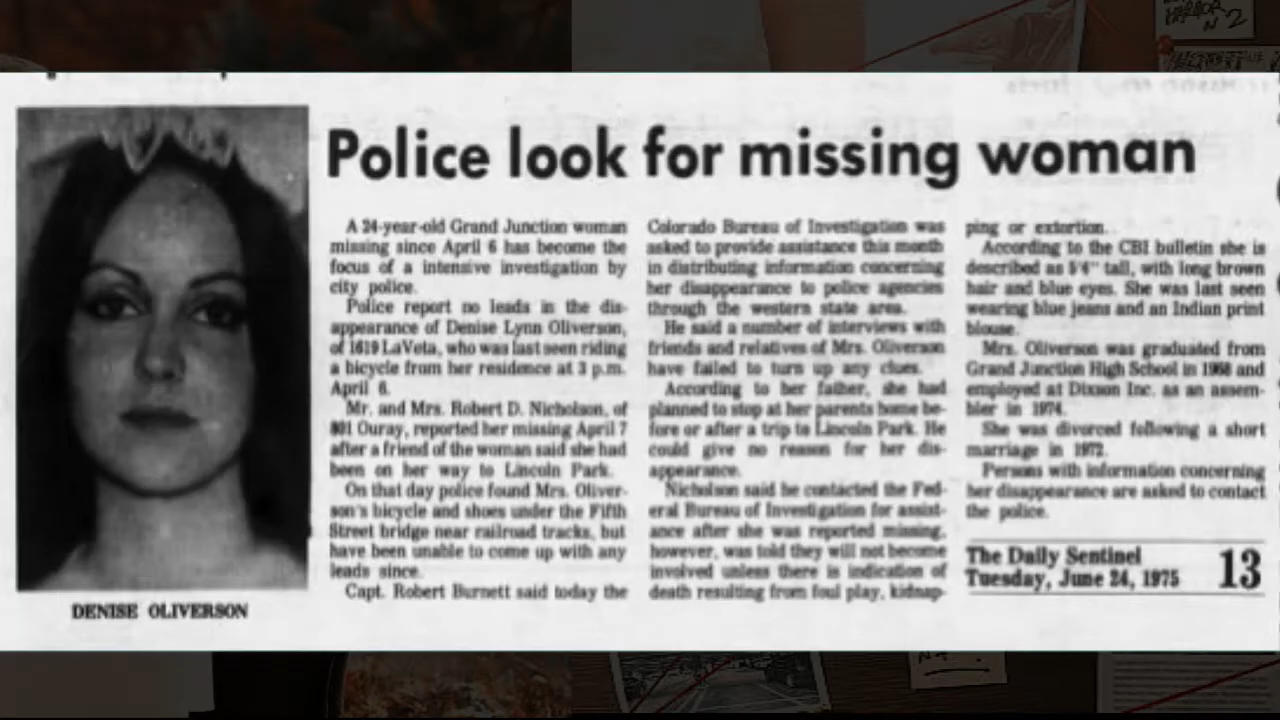 HARBOR
N 2
Police look for missing woman
A 24-year-old Grand Junction woman
missing since April 6 has become the
focus of a intensive investigation by
city police.
Police report no leads in the dis-
appearance of Denise Lynn Oliverson,
of 1619 LaVeta, who was last seen riding
a bicycle from her residence at 3 p.m.
April 6.
Mr. and Mrs. Robert D. Nicholson, of
801 Ouray, reported her missing April 7
after a friend of the woman said she had
been on her way to Lincoln Park.
On that day police found Mrs. Oliver-
son's bicycle and shoes under the Fifth
Street bridge near railroad tracks, but
have been unable to come up with any
leads since.
Capt. Robert Burnett said today the
Colorado Bureau of Investigation was
asked to provide assistance this month
in distributing information concerning
her disappearance to police agencies
through the western state area.
He said a number of interviews with
friends and relatives of Mrs. Oliverson
have failed to turn up any clues.
According to her father, she had
planned to stop at her parents home be-
fore or after a trip to Lincoln Park. He
could give no reason for her dis-
appearance.
Nicholson said he contacted the Fed-
eral Bureau of Investigation for assist-
ance after she was reported missing,
however, was told they will not become
involved unless there is indication of
death resulting from foul play, kidnap-
ping or extortion.
According to the CBI bulletin she is
described as 5'4" tall, with long brown
hair and blue eyes. She was last seen
wearing blue jeans and an Indian print
blouse.
Mrs. Oliverson was graduated from
Grand Junction High School in 1968 and
employed at Dixson Inc. as an assem-
bler in 1974.
She was divorced following a short
marriage in 1972.
Persons with information concerning
her disappearance are asked to contact
the police.
The Daily Sentinel
Tuesday, June 24, 1975 13
DENISE OLIVERSON